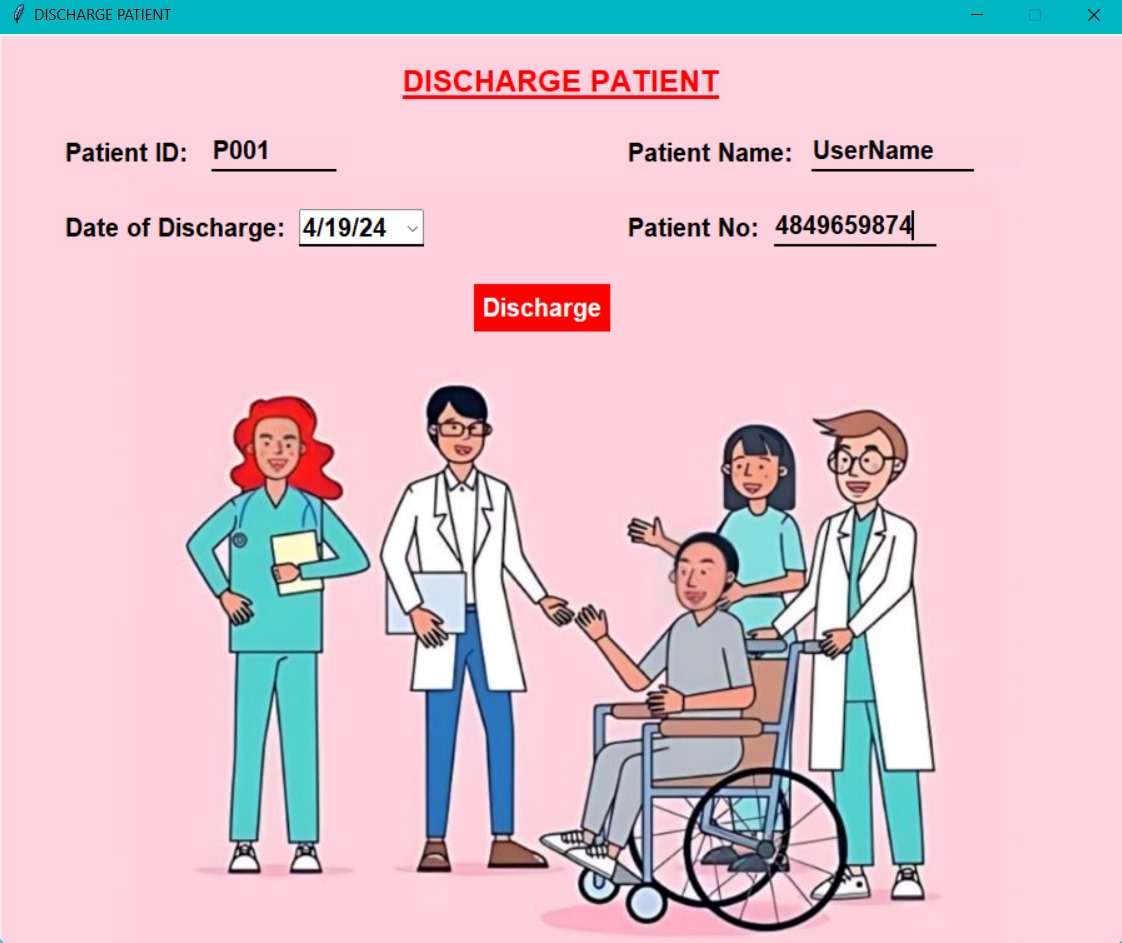 DISCHARGE PATIENT
DISCHARGE PATIENT
Patient ID: P001 Patient Name: UserName
Date of Discharge: 4/19/24 Patient No: 4849659874
Discharge